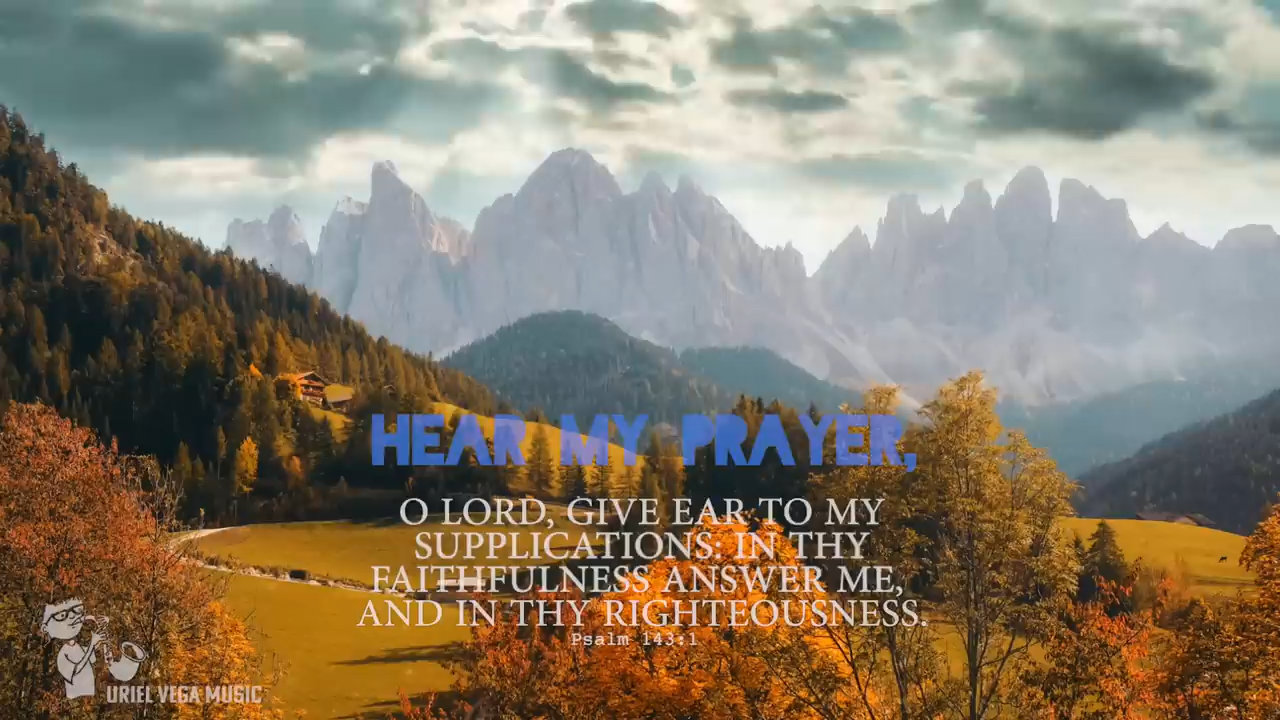 HEAR MY PRAYER,
O LORD, GIVE EAR TO MY
SUPPLICATIONS: IN THY
FAITHFULNESS ANSWER ME,
AND IN THY RIGHTEOUSNESS.
Psalm 143:1
URIEL VEGA MUSIC